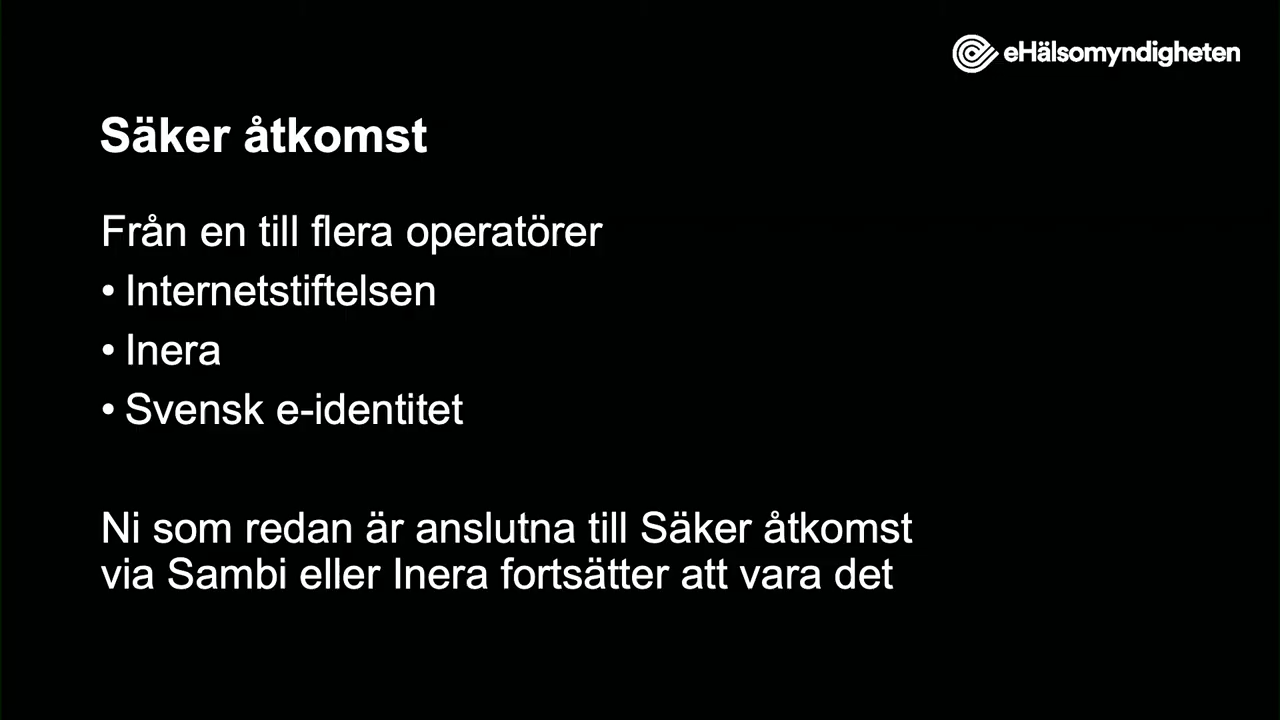 eHälsomyndigheten
Säker åtkomst
Från en till flera operatörer
• Internetstiftelsen
• Inera
• Svensk e-identitet
Ni som redan är anslutna till Säker åtkomst
via Sambi eller Inera fortsätter att vara det